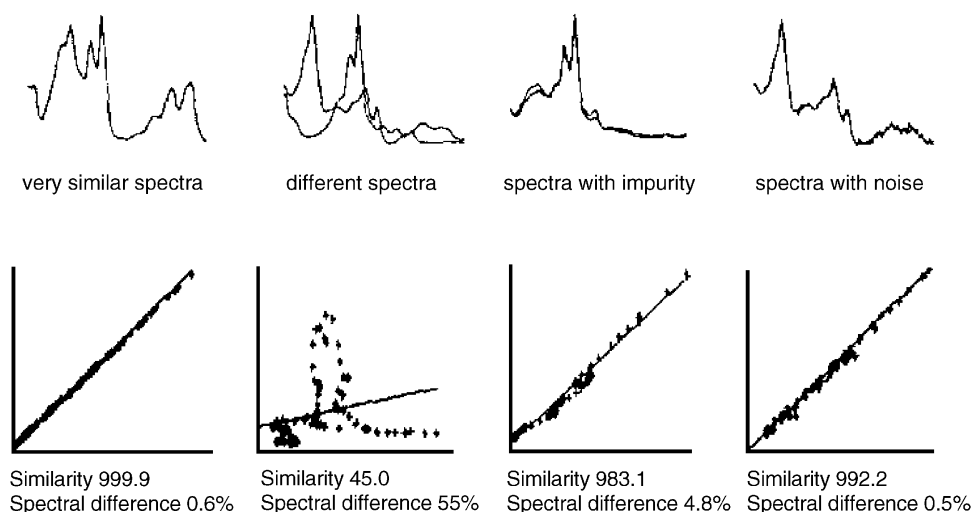 very similar spectra
different spectra
spectra with impurity
spectra with noise
Similarity 999.9
Spectral difference 0.6%
Similarity 45.0
Spectral difference 55%
Similarity 983.1
Spectral difference 4.8%
Similarity 992.2
Spectral difference 0.5%